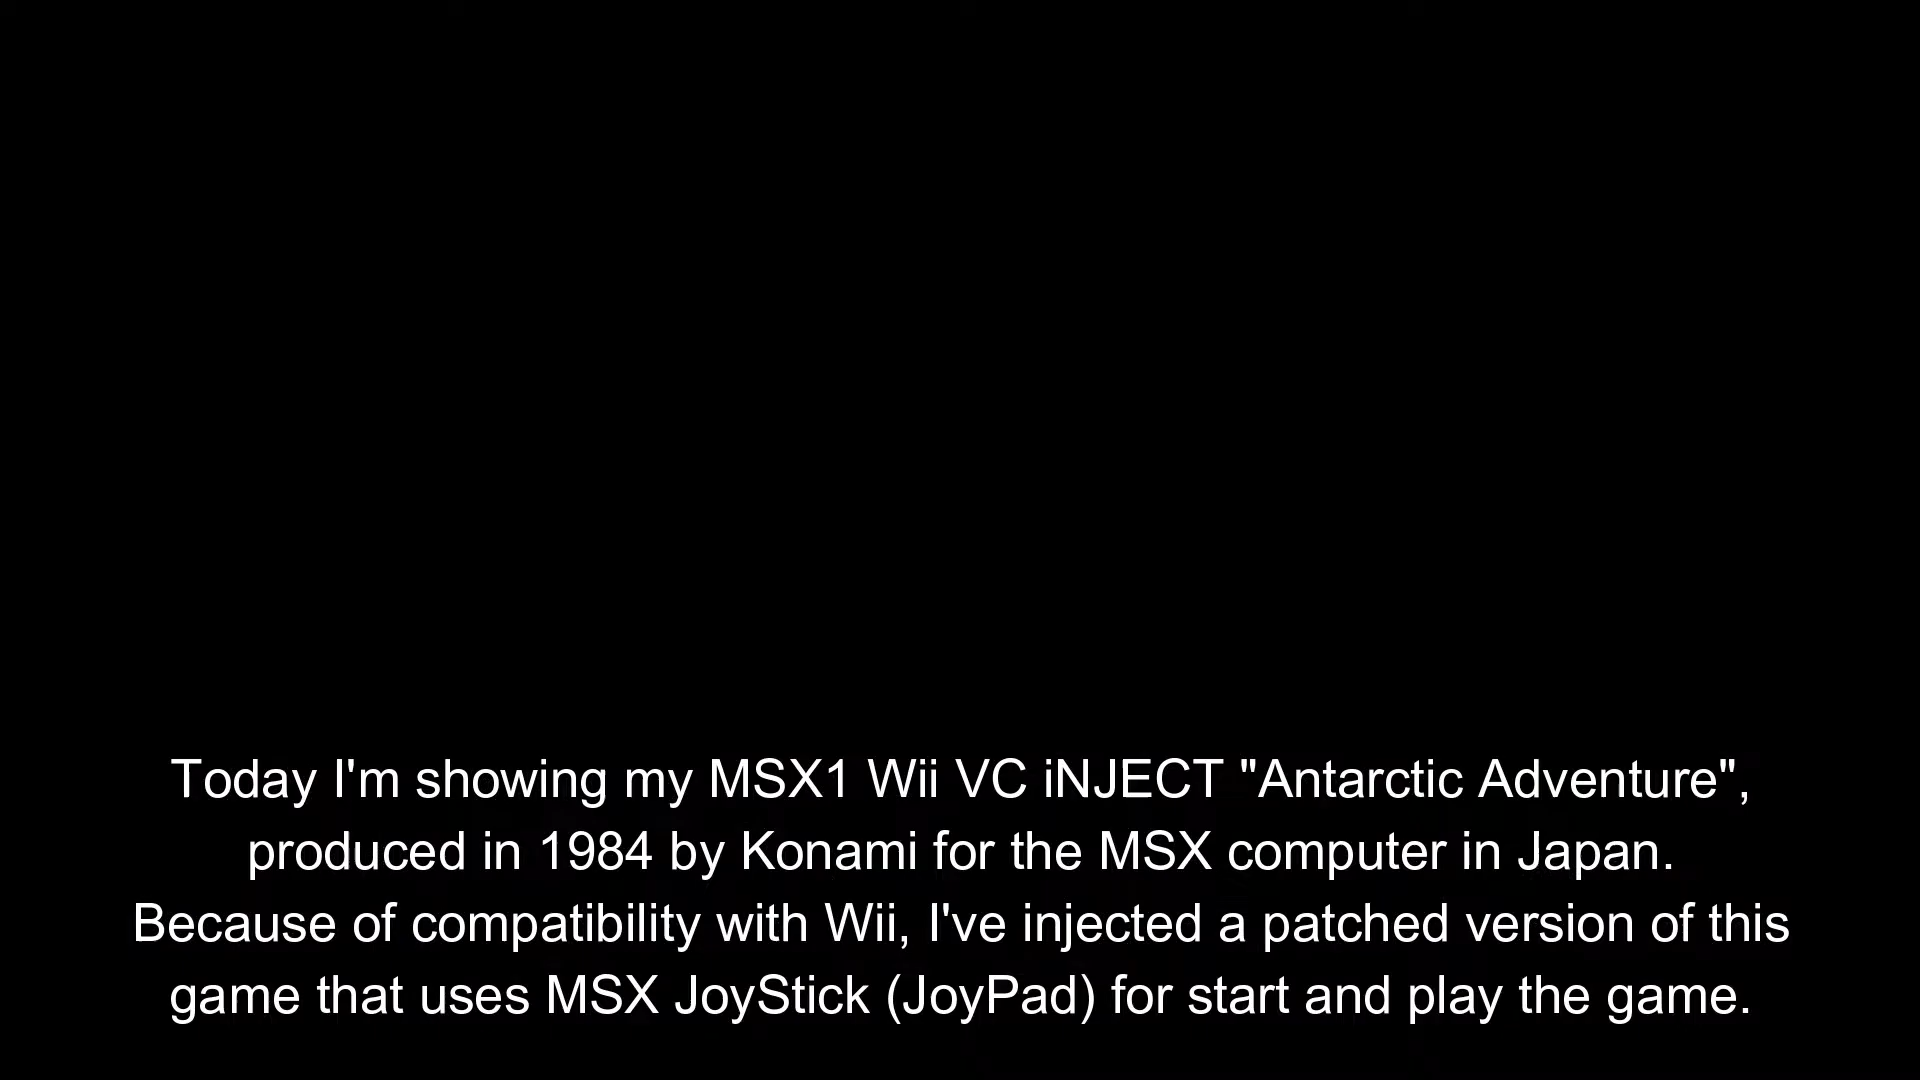 Today I'm showing my MSX1 Wii VC iNJECT "Antarctic Adventure",
produced in 1984 by Konami for the MSX computer in Japan.
Because of compatibility with Wii, I've injected a patched version of this
game that uses MSX JoyStick (JoyPad) for start and play the game.